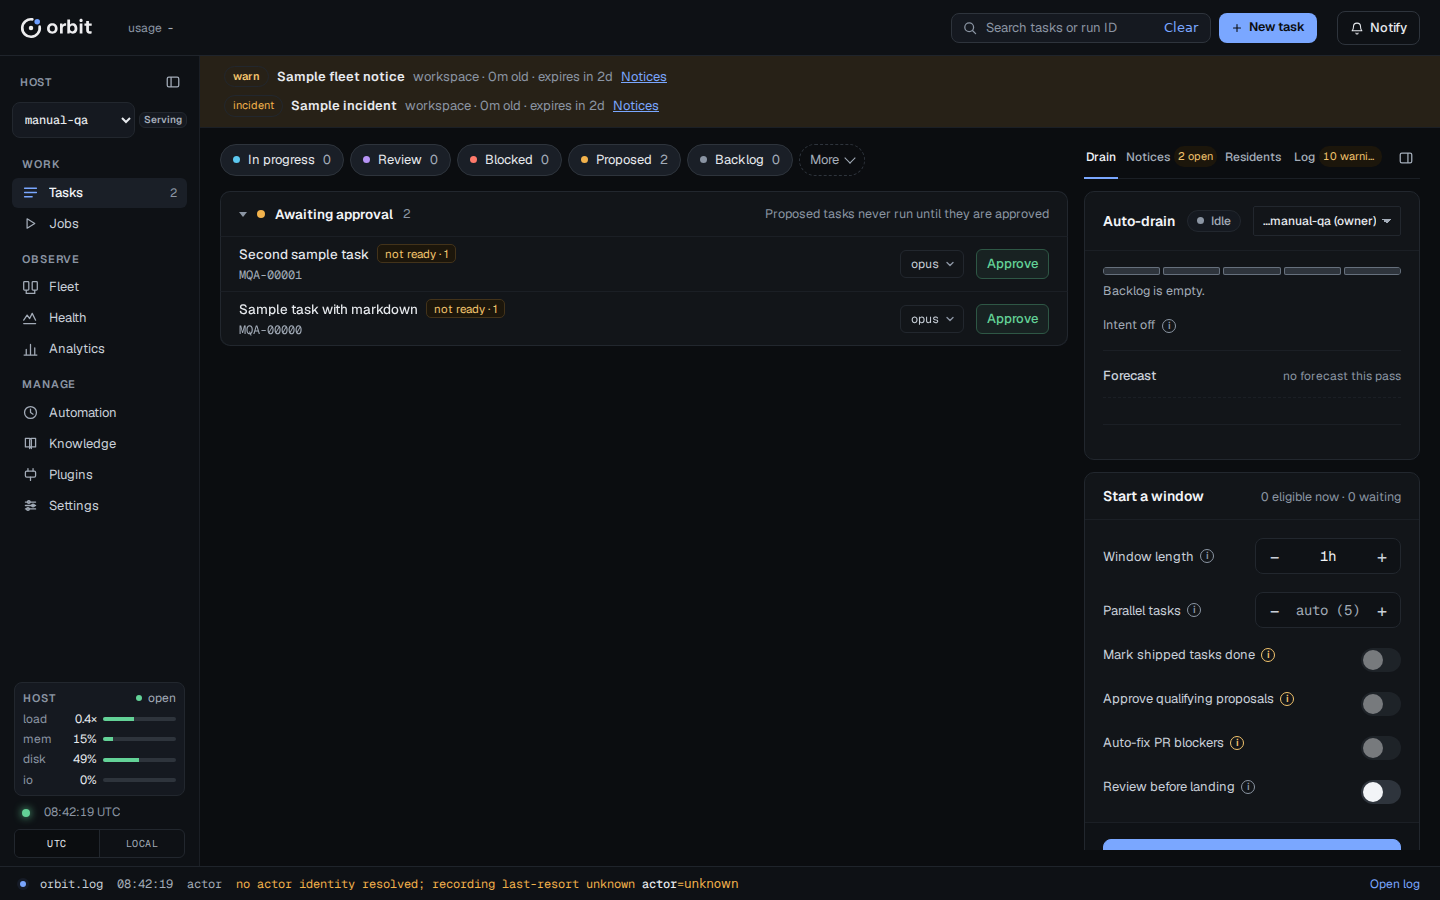 orbit
usage -
Search tasks or run ID Clear
+ New task
Notify
HOST
manual-qa Serving
WORK
Tasks 2
Jobs
OBSERVE
Fleet
Health
Analytics
MANAGE
Automation
Knowledge
Plugins
Settings
HOST open
load 0.4×
mem 15%
disk 49%
io 0%
08:42:19 UTC
UTC LOCAL
warn Sample fleet notice workspace · 0m old · expires in 2d Notices
incident Sample incident workspace · 0m old · expires in 2d Notices
In progress 0 Review 0 Blocked 0 Proposed 2 Backlog 0 More
Awaiting approval 2 Proposed tasks never run until they are approved
Second sample task not ready · 1
MQA-00001
opus Approve
Sample task with markdown not ready · 1
MQA-00000
opus Approve
Drain Notices 2 open Residents Log 10 warni…
Auto-drain Idle …manual-qa (owner)
Backlog is empty.
Intent off
Forecast no forecast this pass
Start a window 0 eligible now · 0 waiting
Window length − 1h +
Parallel tasks − auto (5) +
Mark shipped tasks done
Approve qualifying proposals
Auto-fix PR blockers
Review before landing
orbit.log 08:42:19 actor no actor identity resolved; recording last-resort unknown actor=unknown Open log